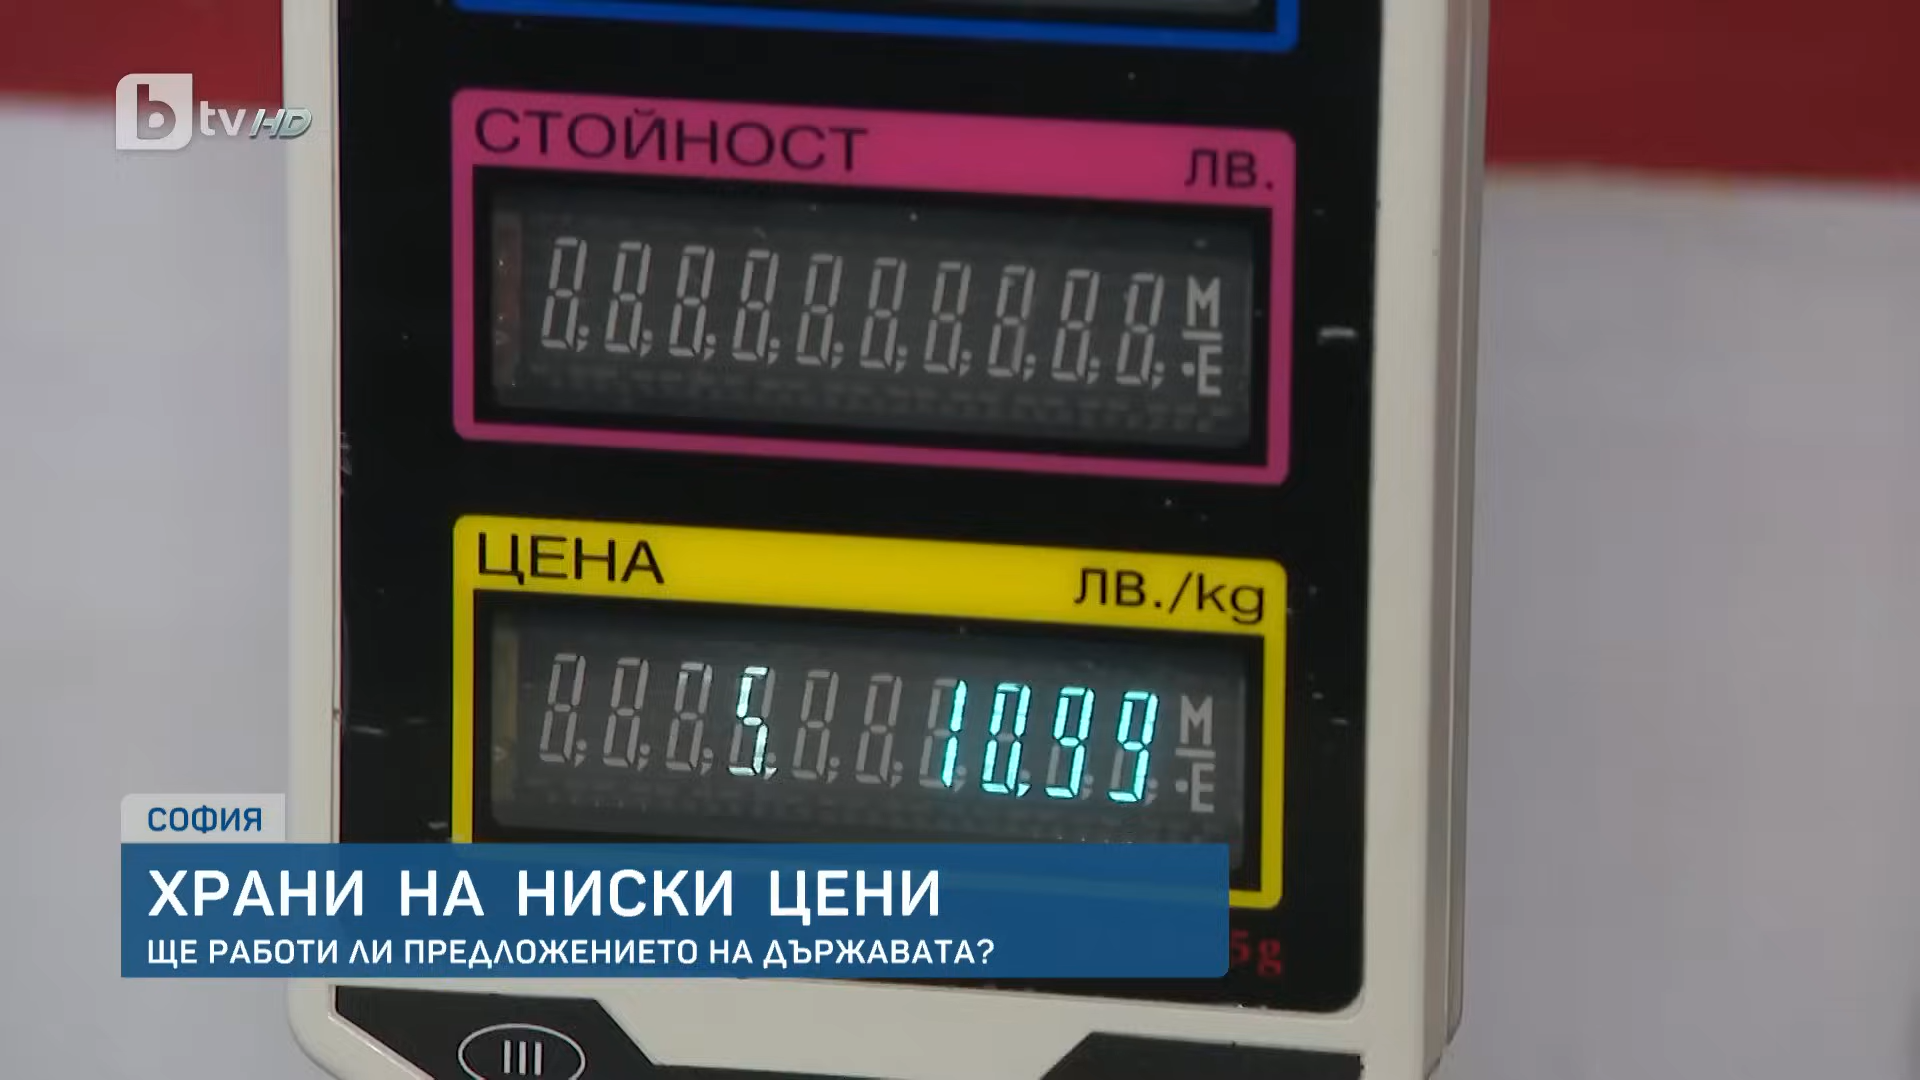 btv HD
СТОЙНОСТ ЛВ.
M
E
ЦЕНА ЛВ./kg
5. 10.99
M
E
СОФИЯ
ХРАНИ НА НИСКИ ЦЕНИ
ЩЕ РАБОТИ ЛИ ПРЕДЛОЖЕНИЕТО НА ДЪРЖАВАТА?
5g